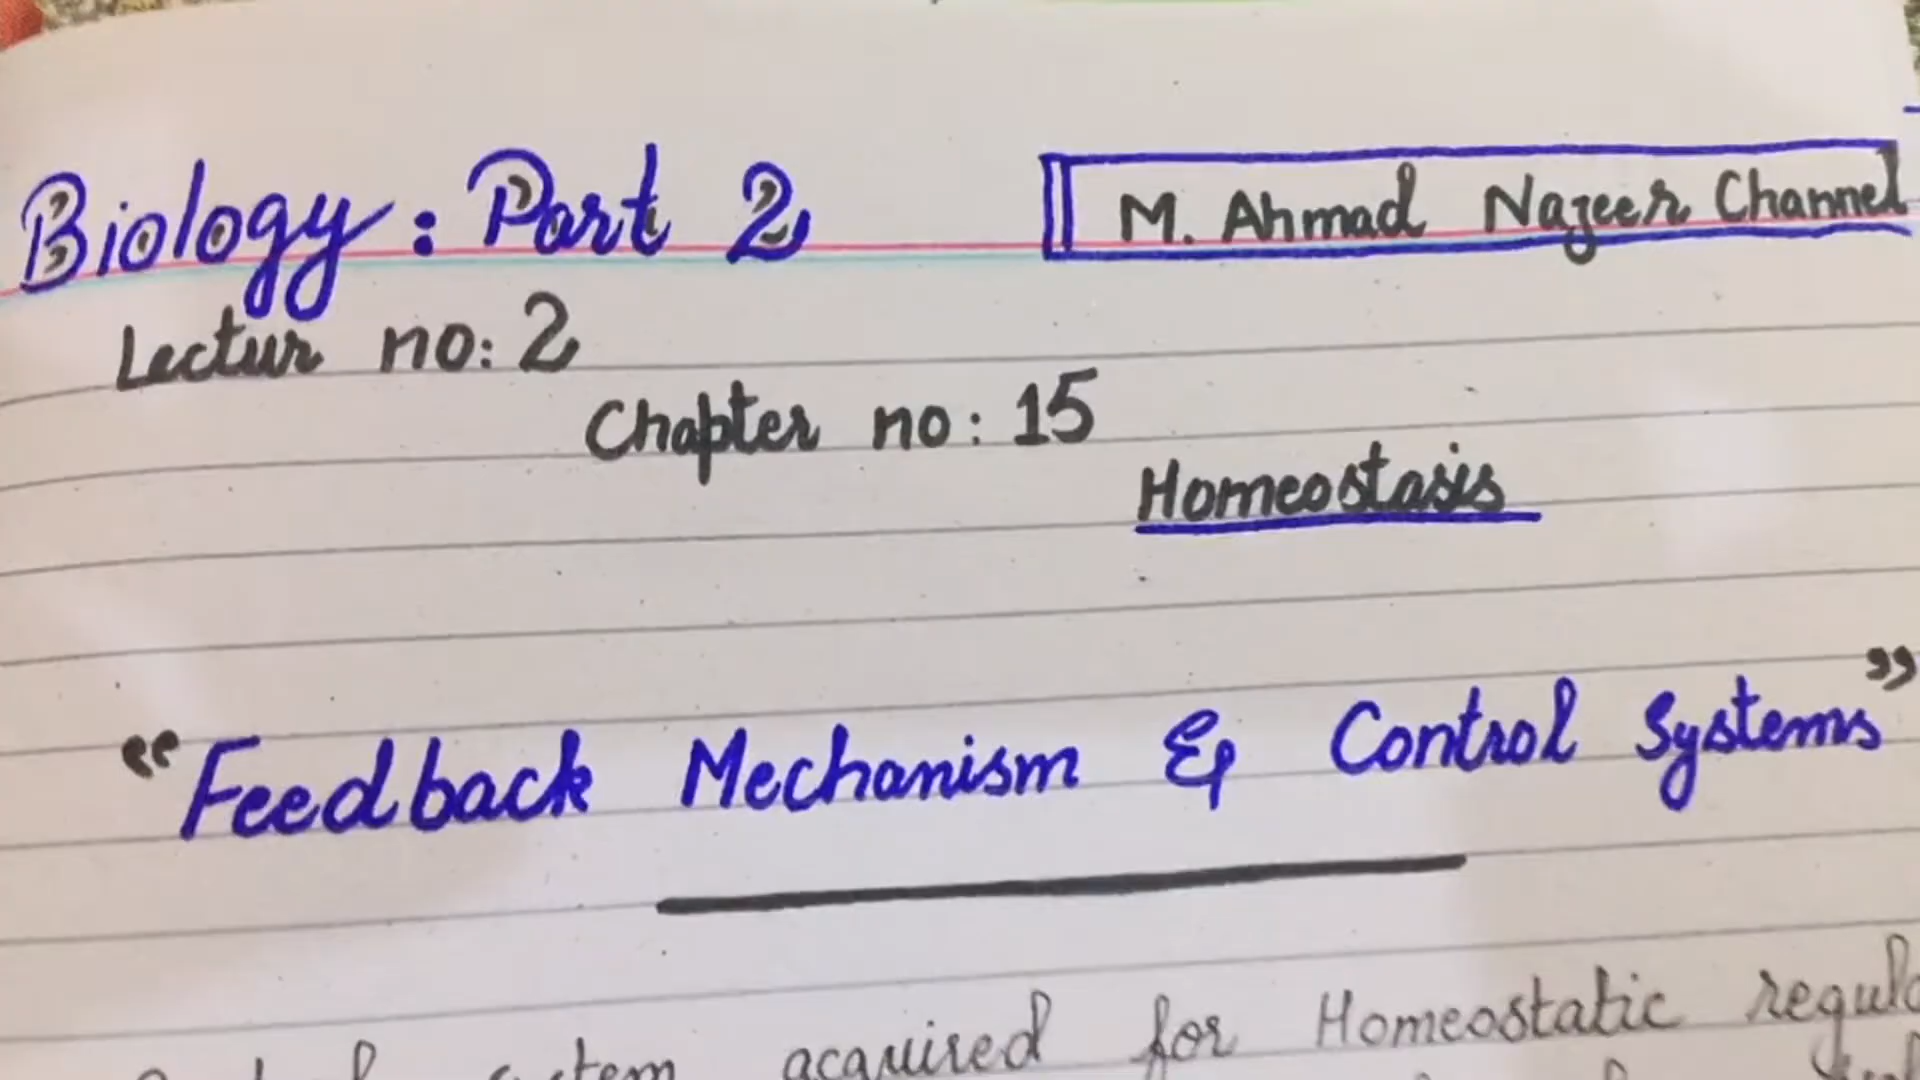 Biology: Part 2
M. Ahmad Nazeer Channel
Lectur no: 2
Chapter no: 15
Homeostasis
"Feedback Mechanism & Control Systems"
acquired for Homeostatic